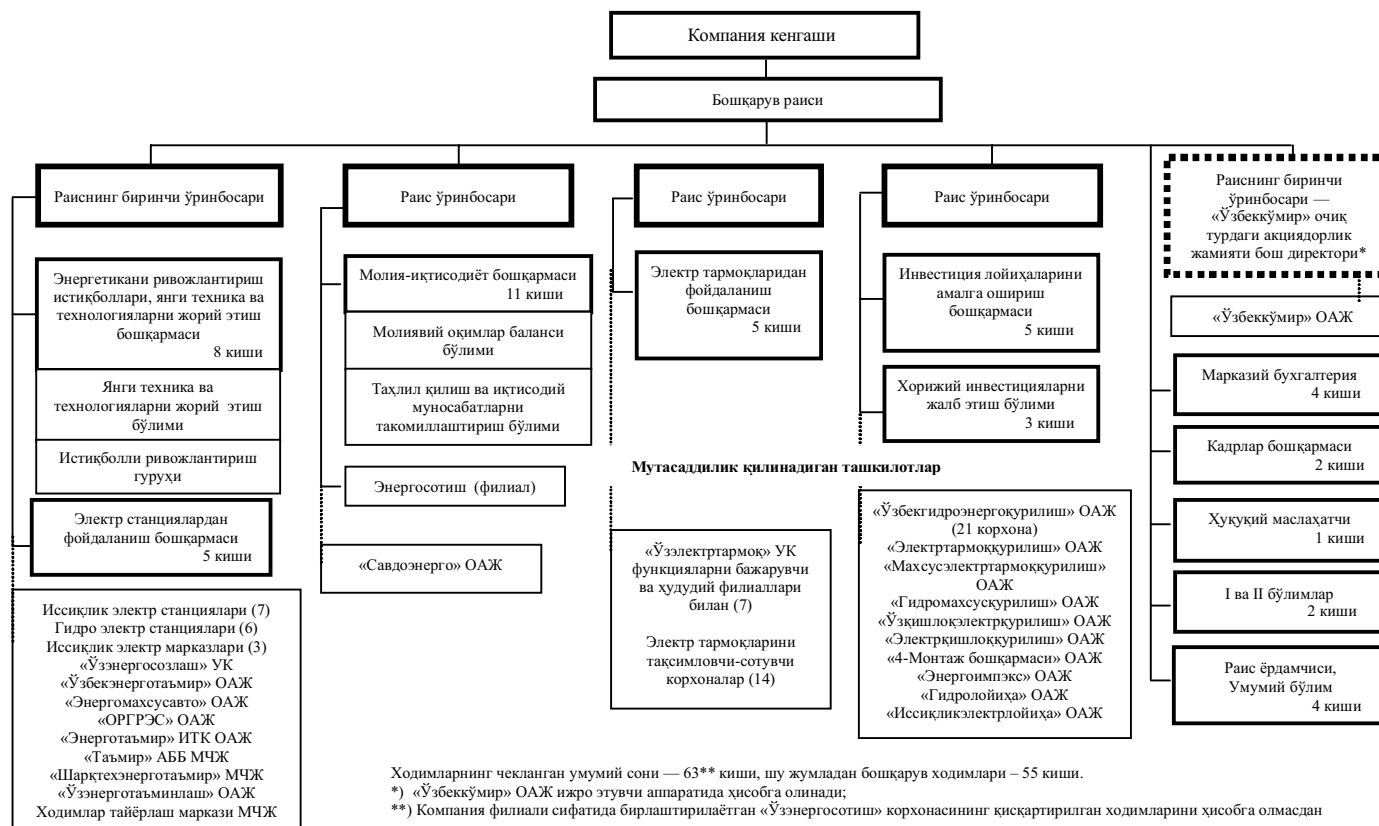 Компания кенгаши
Бошқарув раиси
Раиснинг биринчи ўринбосари
Энергетикани ривожлантириш
истиқболлари, янги техника ва
технологияларни жорий этиш
бошқармаси
8 киши
Янги техника ва
технологияларни жорий этиш
бўлими
Истиқболли ривожлантириш
гуруҳи
Электр станциялардан
фойдаланиш бошқармаси
5 киши
Иссиқлик электр станциялари (7)
Гидро электр станциялари (6)
Иссиқлик электр марказлари (3)
«Ўзэнергосозлаш» УК
«Ўзбекэнерготаъмир» ОАЖ
«Энергомахсусавто» ОАЖ
«ОРГРЭС» ОАЖ
«Энерготаъмир» ИТК ОАЖ
«Таъмир» АББ МЧЖ
«Шарқтехэнерготаъмир» МЧЖ
«Ўзэнерготаъминлаш» ОАЖ
Ходимлар тайёрлаш маркази МЧЖ
Раис ўринбосари
Молия-иқтисодиёт бошқармаси
11 киши
Молиявий оқимлар баланси
бўлими
Таҳлил қилиш ва иқтисодий
муносабатларни
такомиллаштириш бўлими
Энергосотиш (филиал)
«Савдоэнерго» ОАЖ
Раис ўринбосари
Электр тармоқларидан
фойдаланиш
бошқармаси
5 киши
Мутасаддилик қилинадиган ташкилотлар
«Ўзэлектртармоқ» УК
функцияларни бажарувчи
ва ҳудудий филиаллари
билан (7)
Электр тармоқларини
тақсимловчи-сотувчи
корхоналар (14)
Раис ўринбосари
Инвестиция лойиҳаларини
амалга ошириш
бошқармаси
5 киши
Хорижий инвестицияларни
жалб этиш бўлими
3 киши
«Ўзбекгидроэнергоқурилиш» ОАЖ
(21 корхона)
«Электртармоққурилиш» ОАЖ
«Махсусэлектртармоққурилиш»
ОАЖ
«Гидромахсусқурилиш» ОАЖ
«Ўзқишлоқэлектрқурилиш» ОАЖ
«Электрқишлоққурилиш» ОАЖ
«4-Монтаж бошқармаси» ОАЖ
«Энергоимпэкс» ОАЖ
«Гидролойиҳа» ОАЖ
«Иссиқликэлектрлойиҳа» ОАЖ
Раиснинг биринчи
ўринбосари —
«Ўзбеккўмир» очиқ
турдаги акциядорлик
жамияти бош директори*
«Ўзбеккўмир» ОАЖ
Марказий бухгалтерия
4 киши
Кадрлар бошқармаси
2 киши
Ҳуқуқий маслаҳатчи
1 киши
I ва II бўлимлар
2 киши
Раис ёрдамчиси,
Умумий бўлим
4 киши
Ходимларнинг чекланган умумий сони — 63** киши, шу жумладан бошқарув ходимлари – 55 киши.
*) «Ўзбеккўмир» ОАЖ ижро этувчи аппаратида ҳисобга олинади;
**) Компания филиали сифатида бирлаштирилаётган «Ўзэнергосотиш» корхонасининг қисқартирилган ходимларини ҳисобга олмасдан